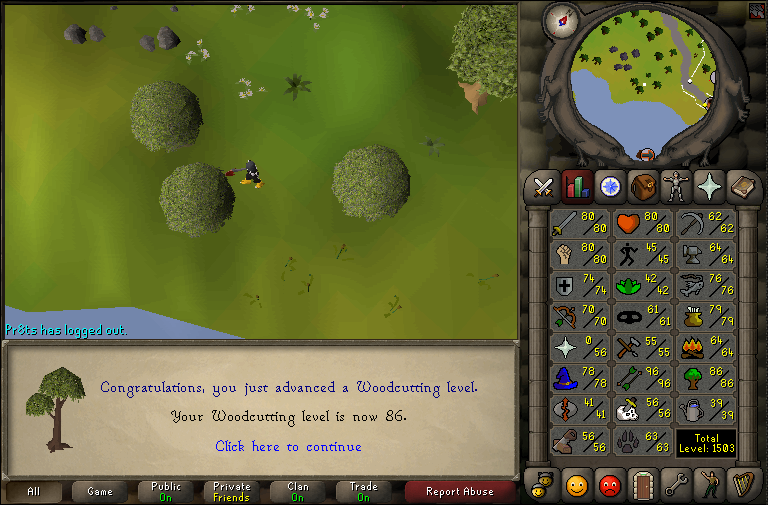 Pr8ts has logged out.
Congratulations, you just advanced a Woodcutting level.
Your Woodcutting level is now 86.
Click here to continue
All
Game
Public
On
Private
Friends
Clan
On
Trade
On
Report Abuse
80 80 80 80 62 62
80 80 45 45 64 64
74 74 42 42 76 76
70 70 61 61 79 79
0 56 55 55 64 64
78 78 96 96 86 86
41 41 56 56 39 39
56 56 63 63
Total
Level: 1503